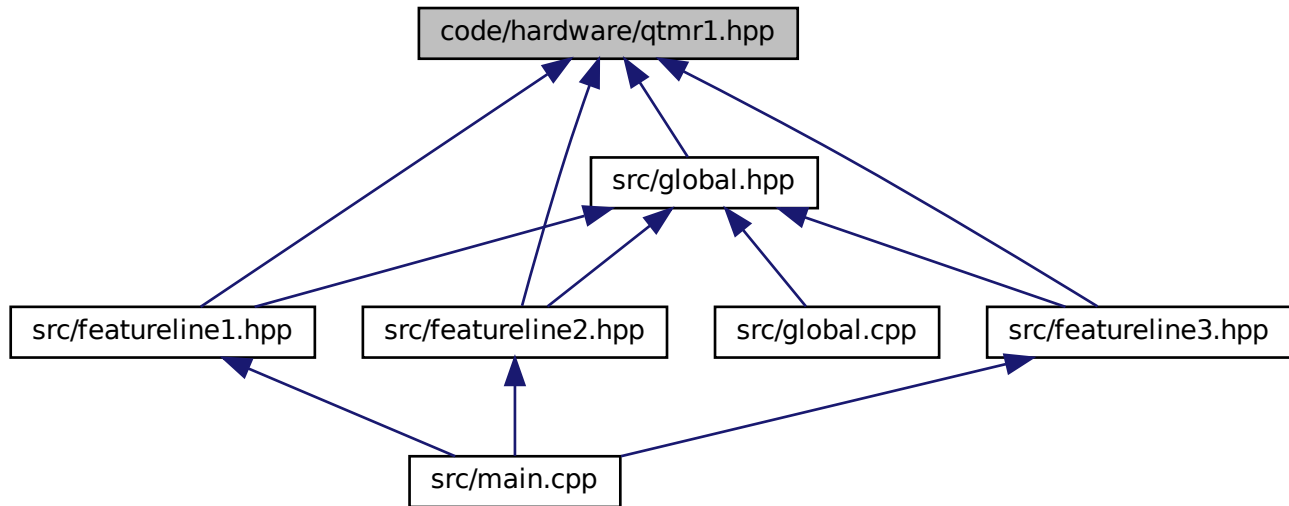 code/hardware/qtmr1.hpp
src/global.hpp
src/featureline1.hpp
src/featureline2.hpp
src/global.cpp
src/featureline3.hpp
src/main.cpp